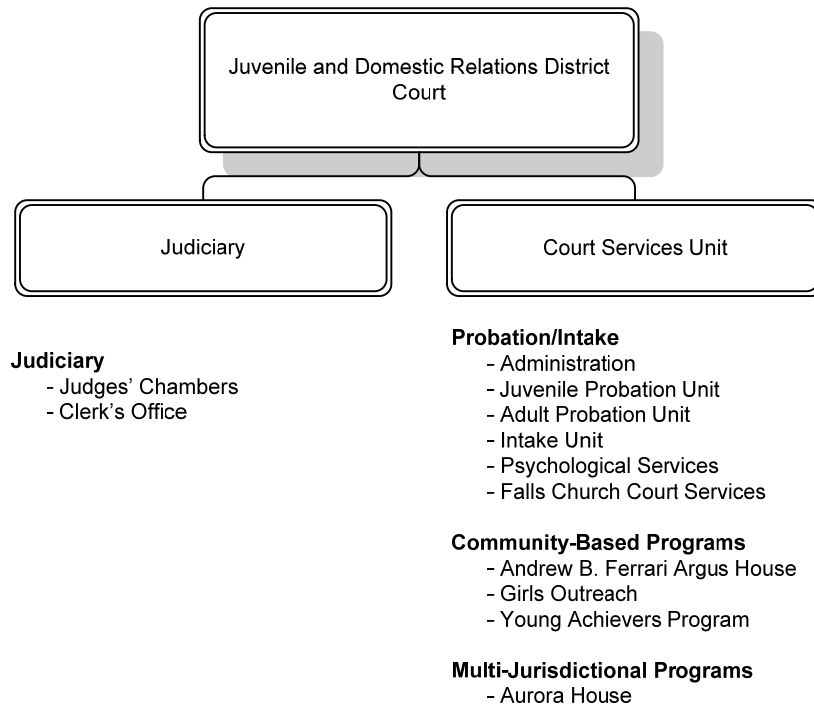 Juvenile and Domestic Relations District
Court
Judiciary
Court Services Unit
Judiciary
- Judges’ Chambers
- Clerk’s Office
Probation/Intake
- Administration
- Juvenile Probation Unit
- Adult Probation Unit
- Intake Unit
- Psychological Services
- Falls Church Court Services
Community-Based Programs
- Andrew B. Ferrari Argus House
- Girls Outreach
- Young Achievers Program
Multi-Jurisdictional Programs
- Aurora House